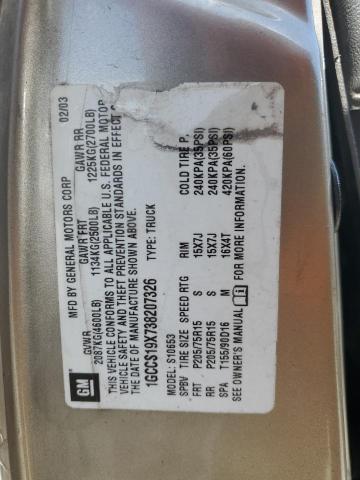 GM
MFD BY GENERAL MOTORS CORP 02/03
GVWR GAWR FRT GAWR RR
2087KG(4600LB) 1134KG(2500LB) 1225KG(2700LB)
THIS VEHICLE CONFORMS TO ALL APPLICABLE U.S. FEDERAL MOTOR
VEHICLE SAFETY AND THEFT PREVENTION STANDARDS IN EFFECT
THE DATE OF MANUFACTURE SHOWN ABOVE.
1GCCS19X738207326 TYPE: TRUCK
MODEL: S10653
SPBV TIRE SIZE SPEED RTG RIM COLD TIRE P.
FRT P205/75R15 S 15X7J 240KPA(35PSI)
RR P205/75R15 S 15X7J 240KPA(35PSI)
SPA T155/90D16 M 16X4T 420KPA(60PSI)
SEE OWNER'S MANUAL FOR MORE INFORMATION.